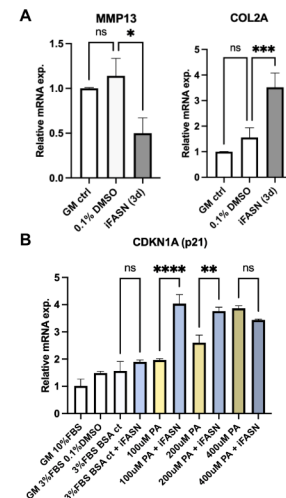 A
MMP13
COL2A
ns
*
ns
***
Relative mRNA exp.
1.5
1.0
0.5
0.0
GM ctrl
0.1% DMSO
iFASN (3d)
Relative mRNA exp.
5
4
3
2
1
0
GM ctrl
0.1% DMSO
iFASN (3d)
B
CDKN1A (p21)
ns
****
**
ns
Relative mRNA exp.
5
4
3
2
1
0
GM 10%FBS
GM 3%FBS 0.1%DMSO
3%FBS BSA ct
3%FBS BSA ct + iFASN
100uM PA
100uM PA + iFASN
200uM PA
200uM PA + iFASN
400uM PA
400uM PA + iFASN